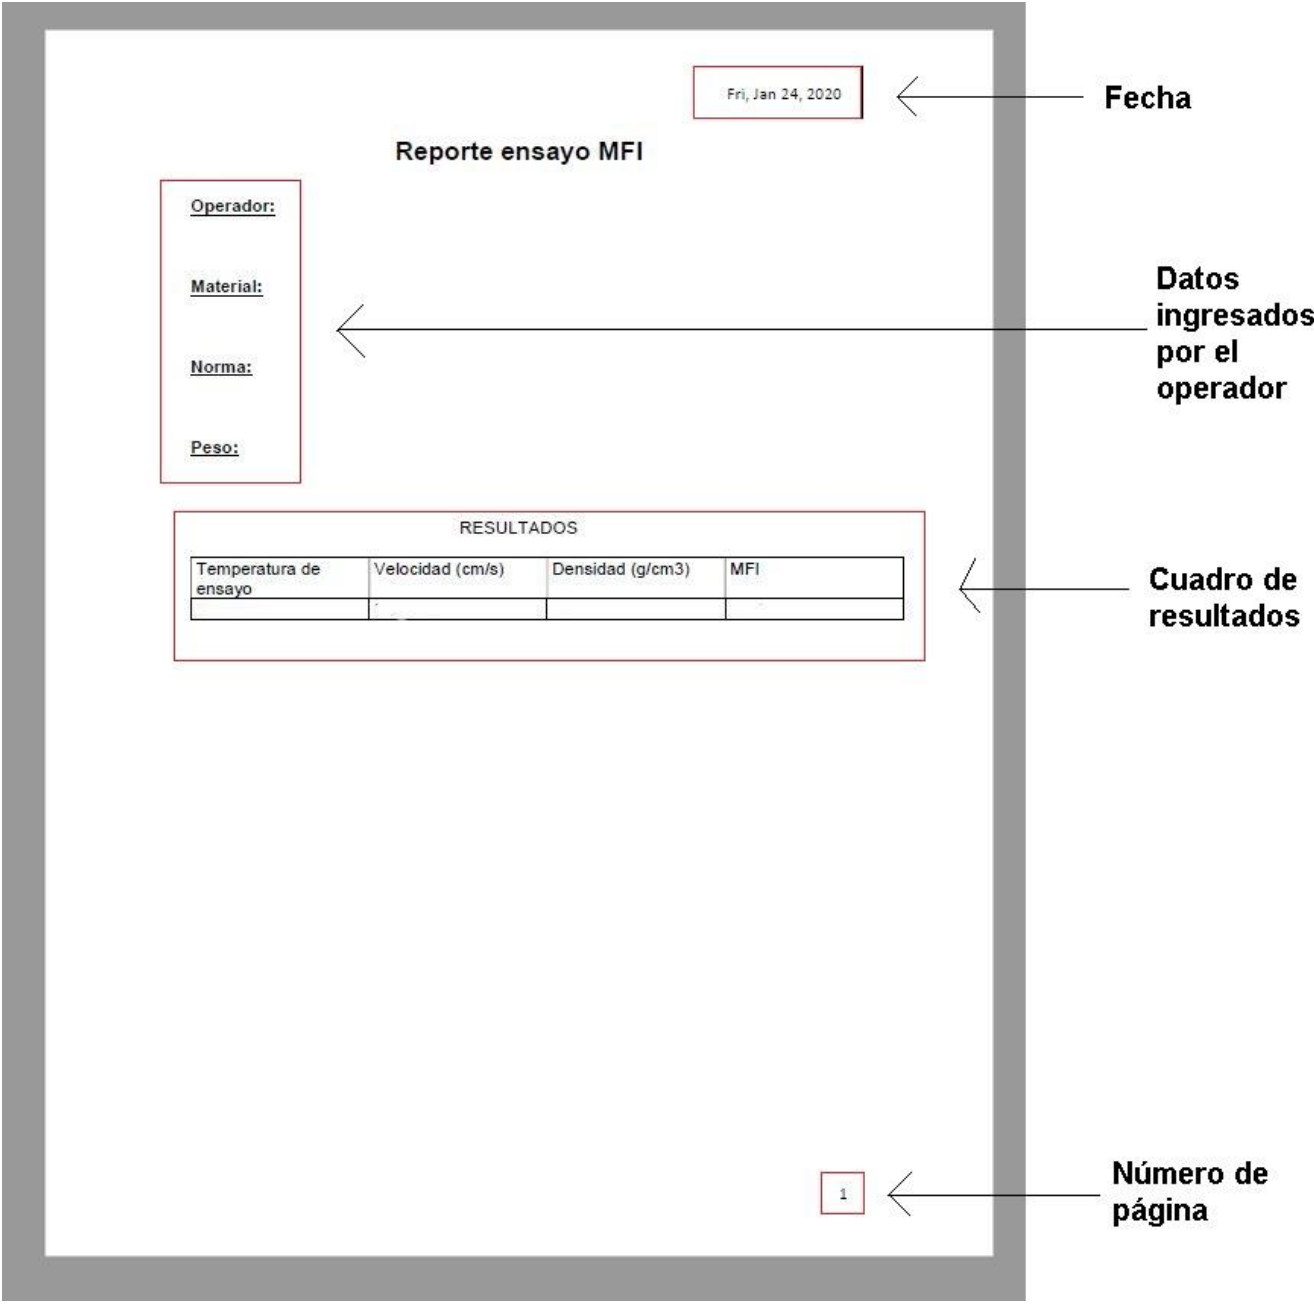 Fri, Jan 24, 2020
Fecha
Reporte ensayo MFI
Operador:
Material:
Norma:
Peso:
Datos
ingresados
por el
operador
RESULTADOS
Temperatura de
ensayo
Velocidad (cm/s)
Densidad (g/cm3)
MFI
Cuadro de
resultados
1
Número de
página